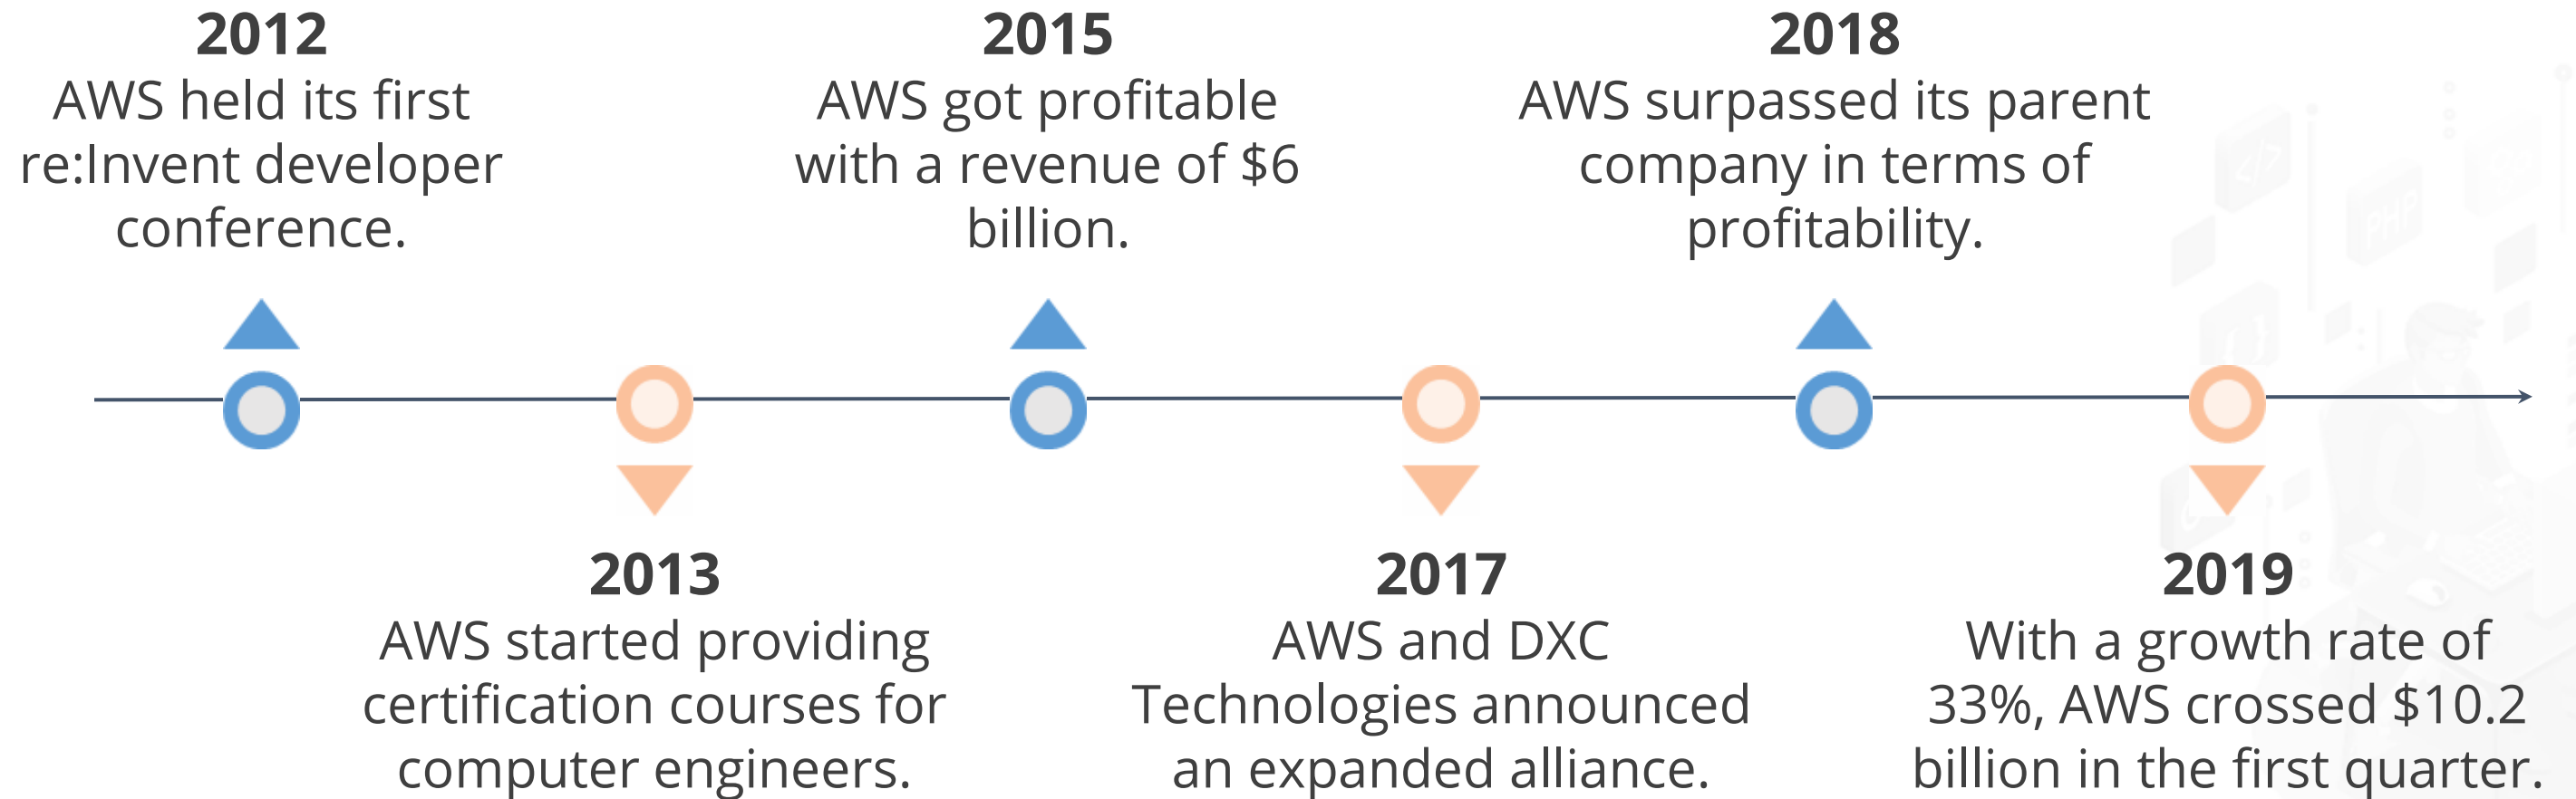 2012
AWS held its first
re:Invent developer
conference.
2013
AWS started providing
certification courses for
computer engineers.
2015
AWS got profitable
with a revenue of $6
billion.
2017
AWS and DXC
Technologies announced
an expanded alliance.
2018
AWS surpassed its parent
company in terms of
profitability.
2019
With a growth rate of
33%, AWS crossed $10.2
billion in the first quarter.
</>
PHP
{ }